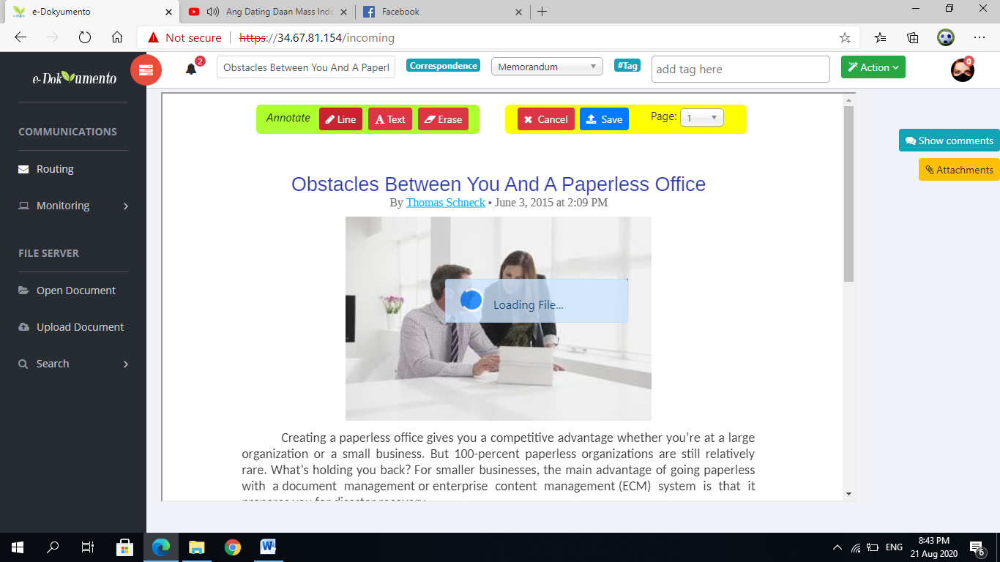 e-Dokyumento
Ang Dating Daan Mass Indo
Facebook
Not secure
https://34.67.81.154/incoming
e-Dokyumento
2
Obstacles Between You And A Paperl
Correspondence
Memorandum
#Tag
add tag here
Action
0
COMMUNICATIONS
Routing
Monitoring
FILE SERVER
Open Document
Upload Document
Search
Annotate
Line
Text
Erase
Cancel
Save
Page:
1
Show comments
Attachments
Obstacles Between You And A Paperless Office
By Thomas Schneck • June 3, 2015 at 2:09 PM
Loading File...
Creating a paperless office gives you a competitive advantage whether you’re at a large
organization or a small business. But 100-percent paperless organizations are still relatively
rare. What’s holding you back? For smaller businesses, the main advantage of going paperless
with a document management or enterprise content management (ECM) system is that it
prepares you for disaster recovery.
ENG
8:43 PM
21 Aug 2020
6